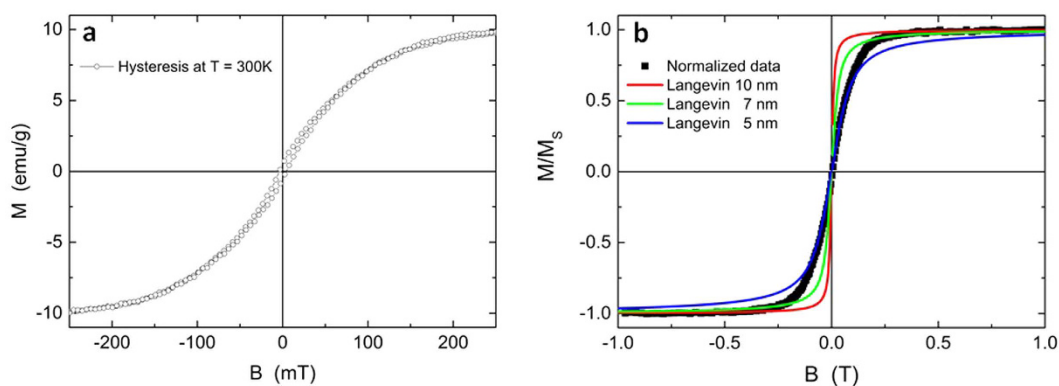 a
10
5
0
-5
-10
M (emu/g)
Hysteresis at T = 300K
-200 -100 0 100 200
B (mT)
b
1.0
0.5
0.0
-0.5
-1.0
M/MS
Normalized data
Langevin 10 nm
Langevin 7 nm
Langevin 5 nm
-1.0 -0.5 0.0 0.5 1.0
B (T)